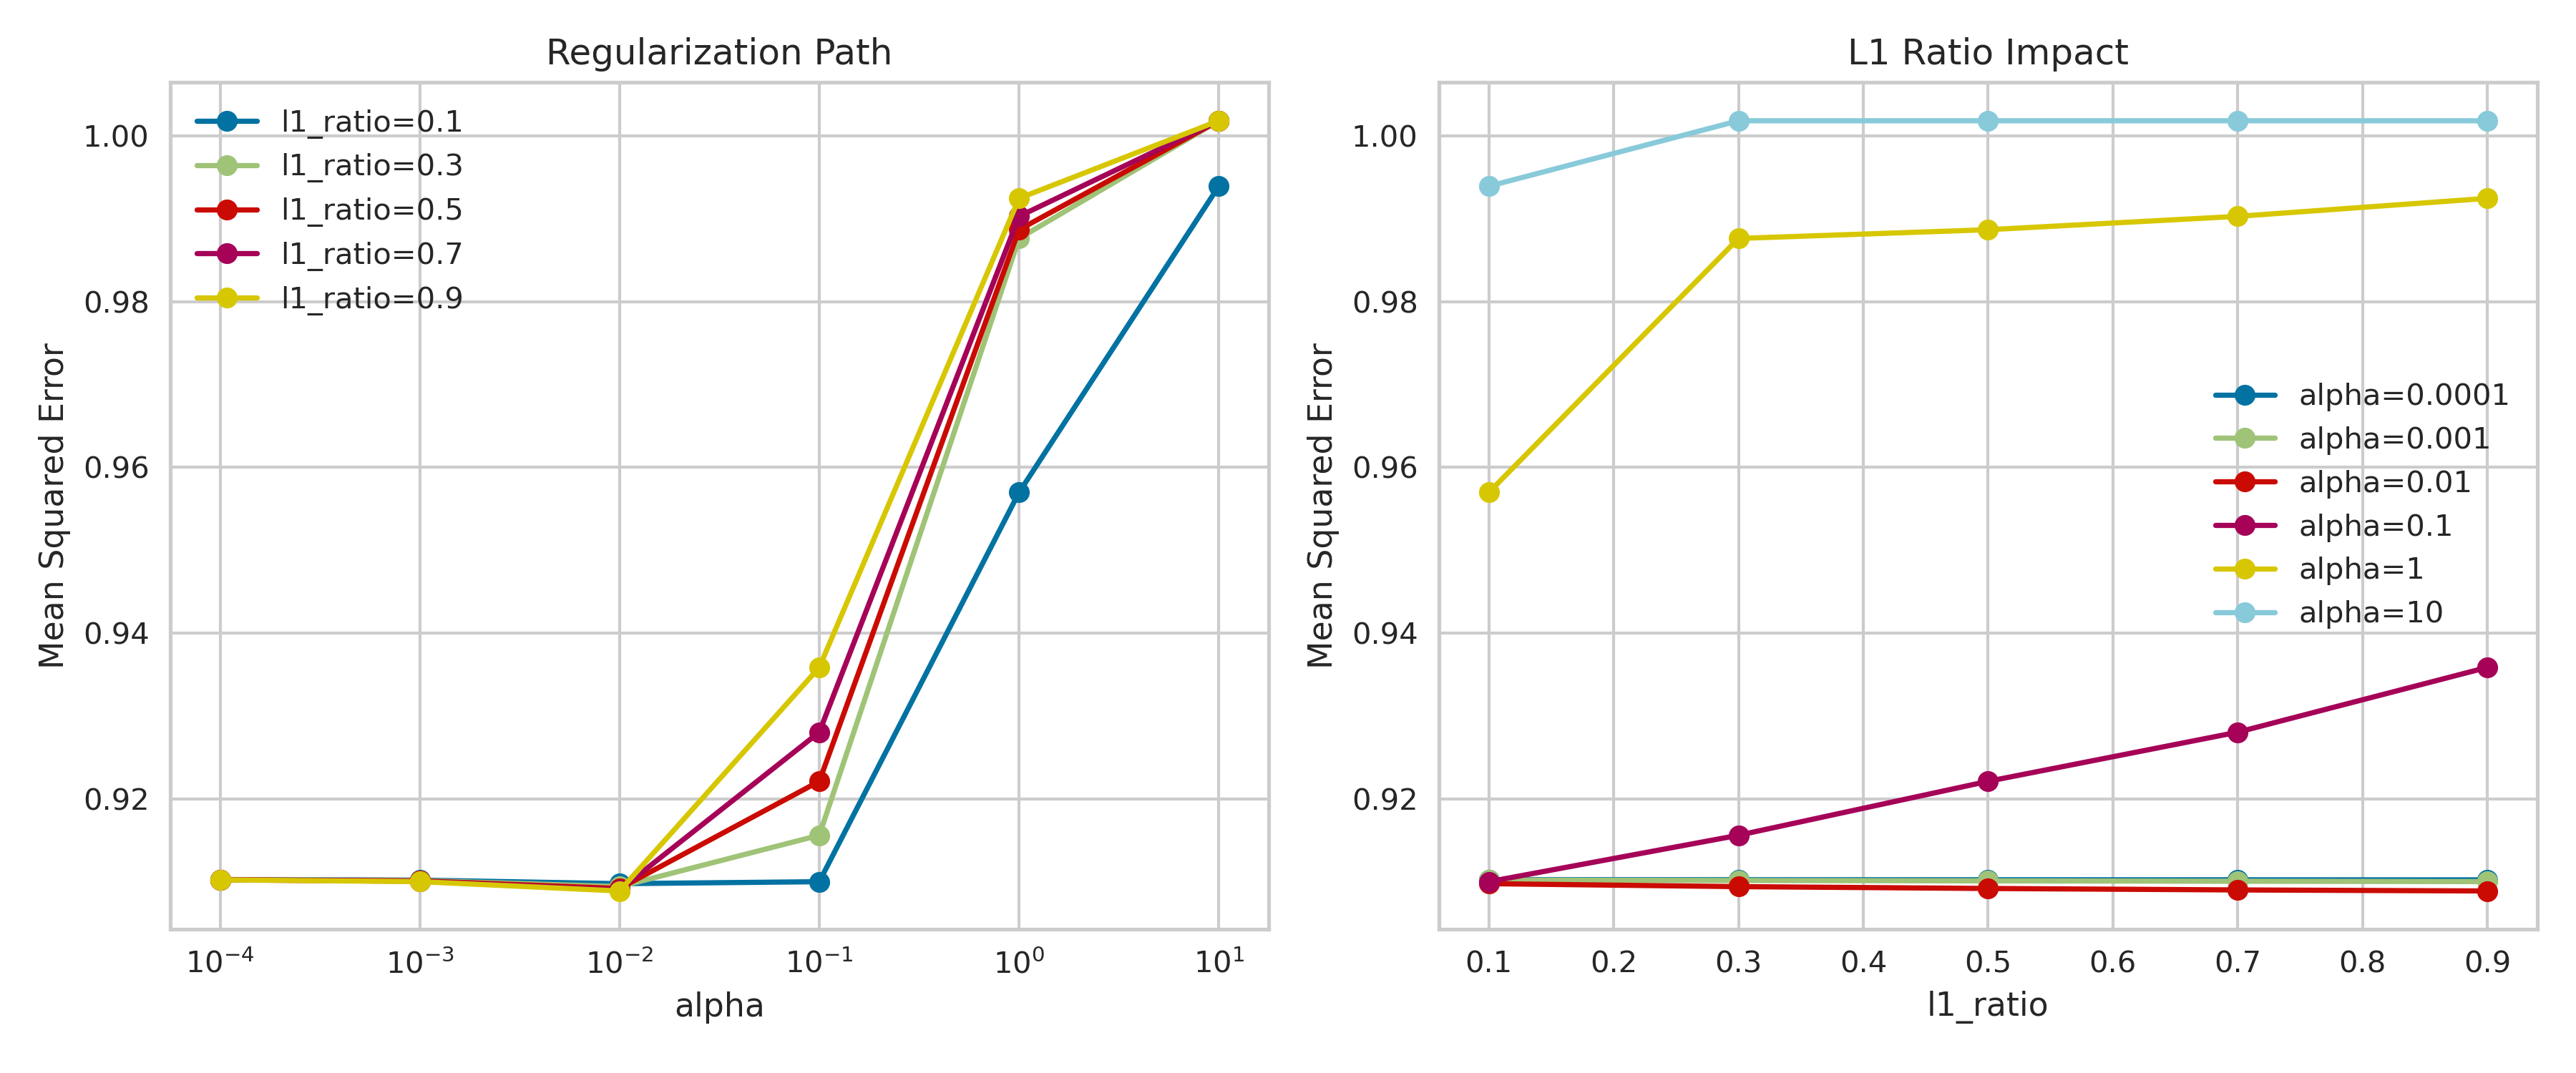 Regularization Path
Mean Squared Error
1.00
0.98
0.96
0.94
0.92
l1_ratio=0.1
l1_ratio=0.3
l1_ratio=0.5
l1_ratio=0.7
l1_ratio=0.9
10⁻⁴ 10⁻³ 10⁻² 10⁻¹ 10⁰ 10¹
alpha
L1 Ratio Impact
Mean Squared Error
1.00
0.98
0.96
0.94
0.92
alpha=0.0001
alpha=0.001
alpha=0.01
alpha=0.1
alpha=1
alpha=10
0.1 0.2 0.3 0.4 0.5 0.6 0.7 0.8 0.9
l1_ratio